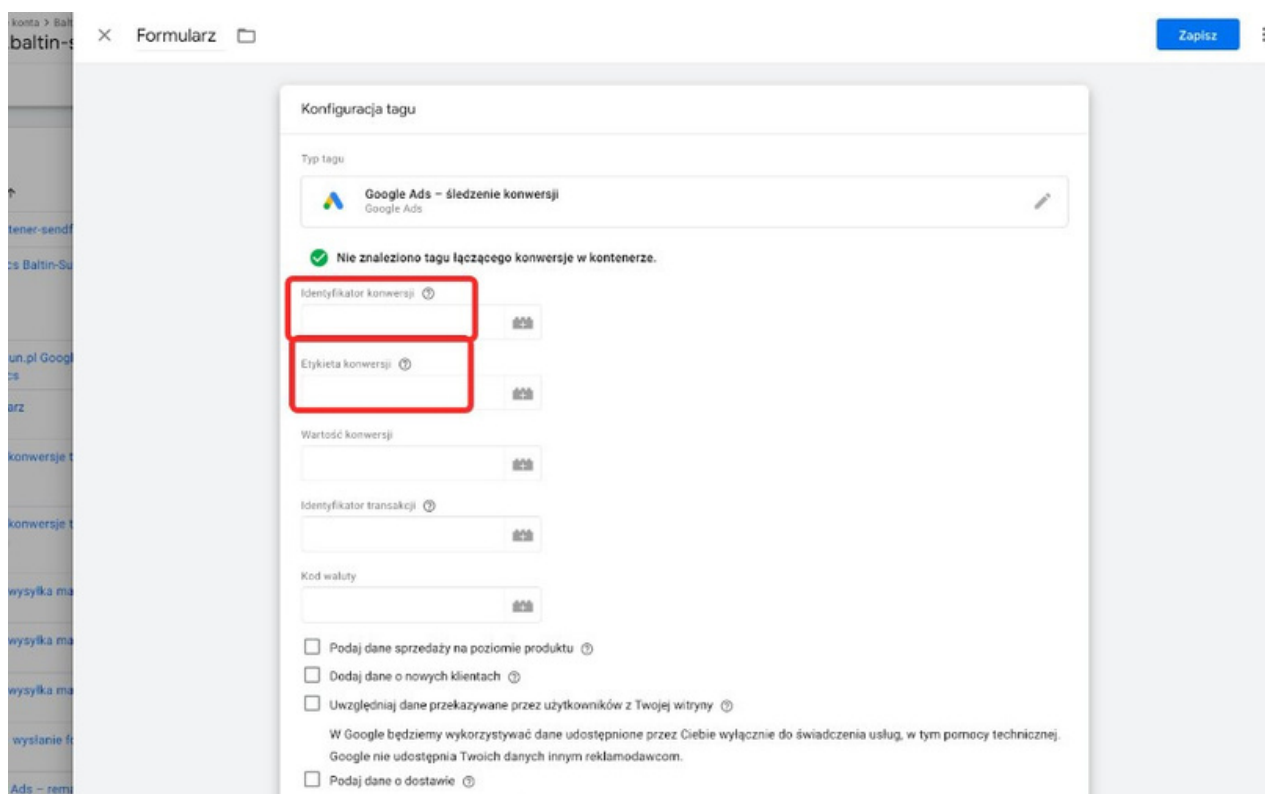 konta > Balt
.baltin-s
Formularz
Zapisz
Konfiguracja tagu
Typ tagu
Google Ads – śledzenie konwersji
Google Ads
Nie znaleziono tagu łączącego konwersje w kontenerze.
Identyfikator konwersji
Etykieta konwersji
Wartość konwersji
Identyfikator transakcji
Kod waluty
Podaj dane sprzedaży na poziomie produktu
Dodaj dane o nowych klientach
Uwzględniaj dane przekazywane przez użytkowników z Twojej witryny
W Google będziemy wykorzystywać dane udostępnione przez Ciebie wyłącznie do świadczenia usług, w tym pomocy technicznej.
Google nie udostępnia Twoich danych innym reklamodawcom.
Podaj dane o dostawie
tener-sendf
cs Baltin-Su
un.pl Googl
cs
arz
konwersje t
konwersje t
wysyłka ma
wysyłka ma
wysyłka ma
wysłanie fo
Ads – remi